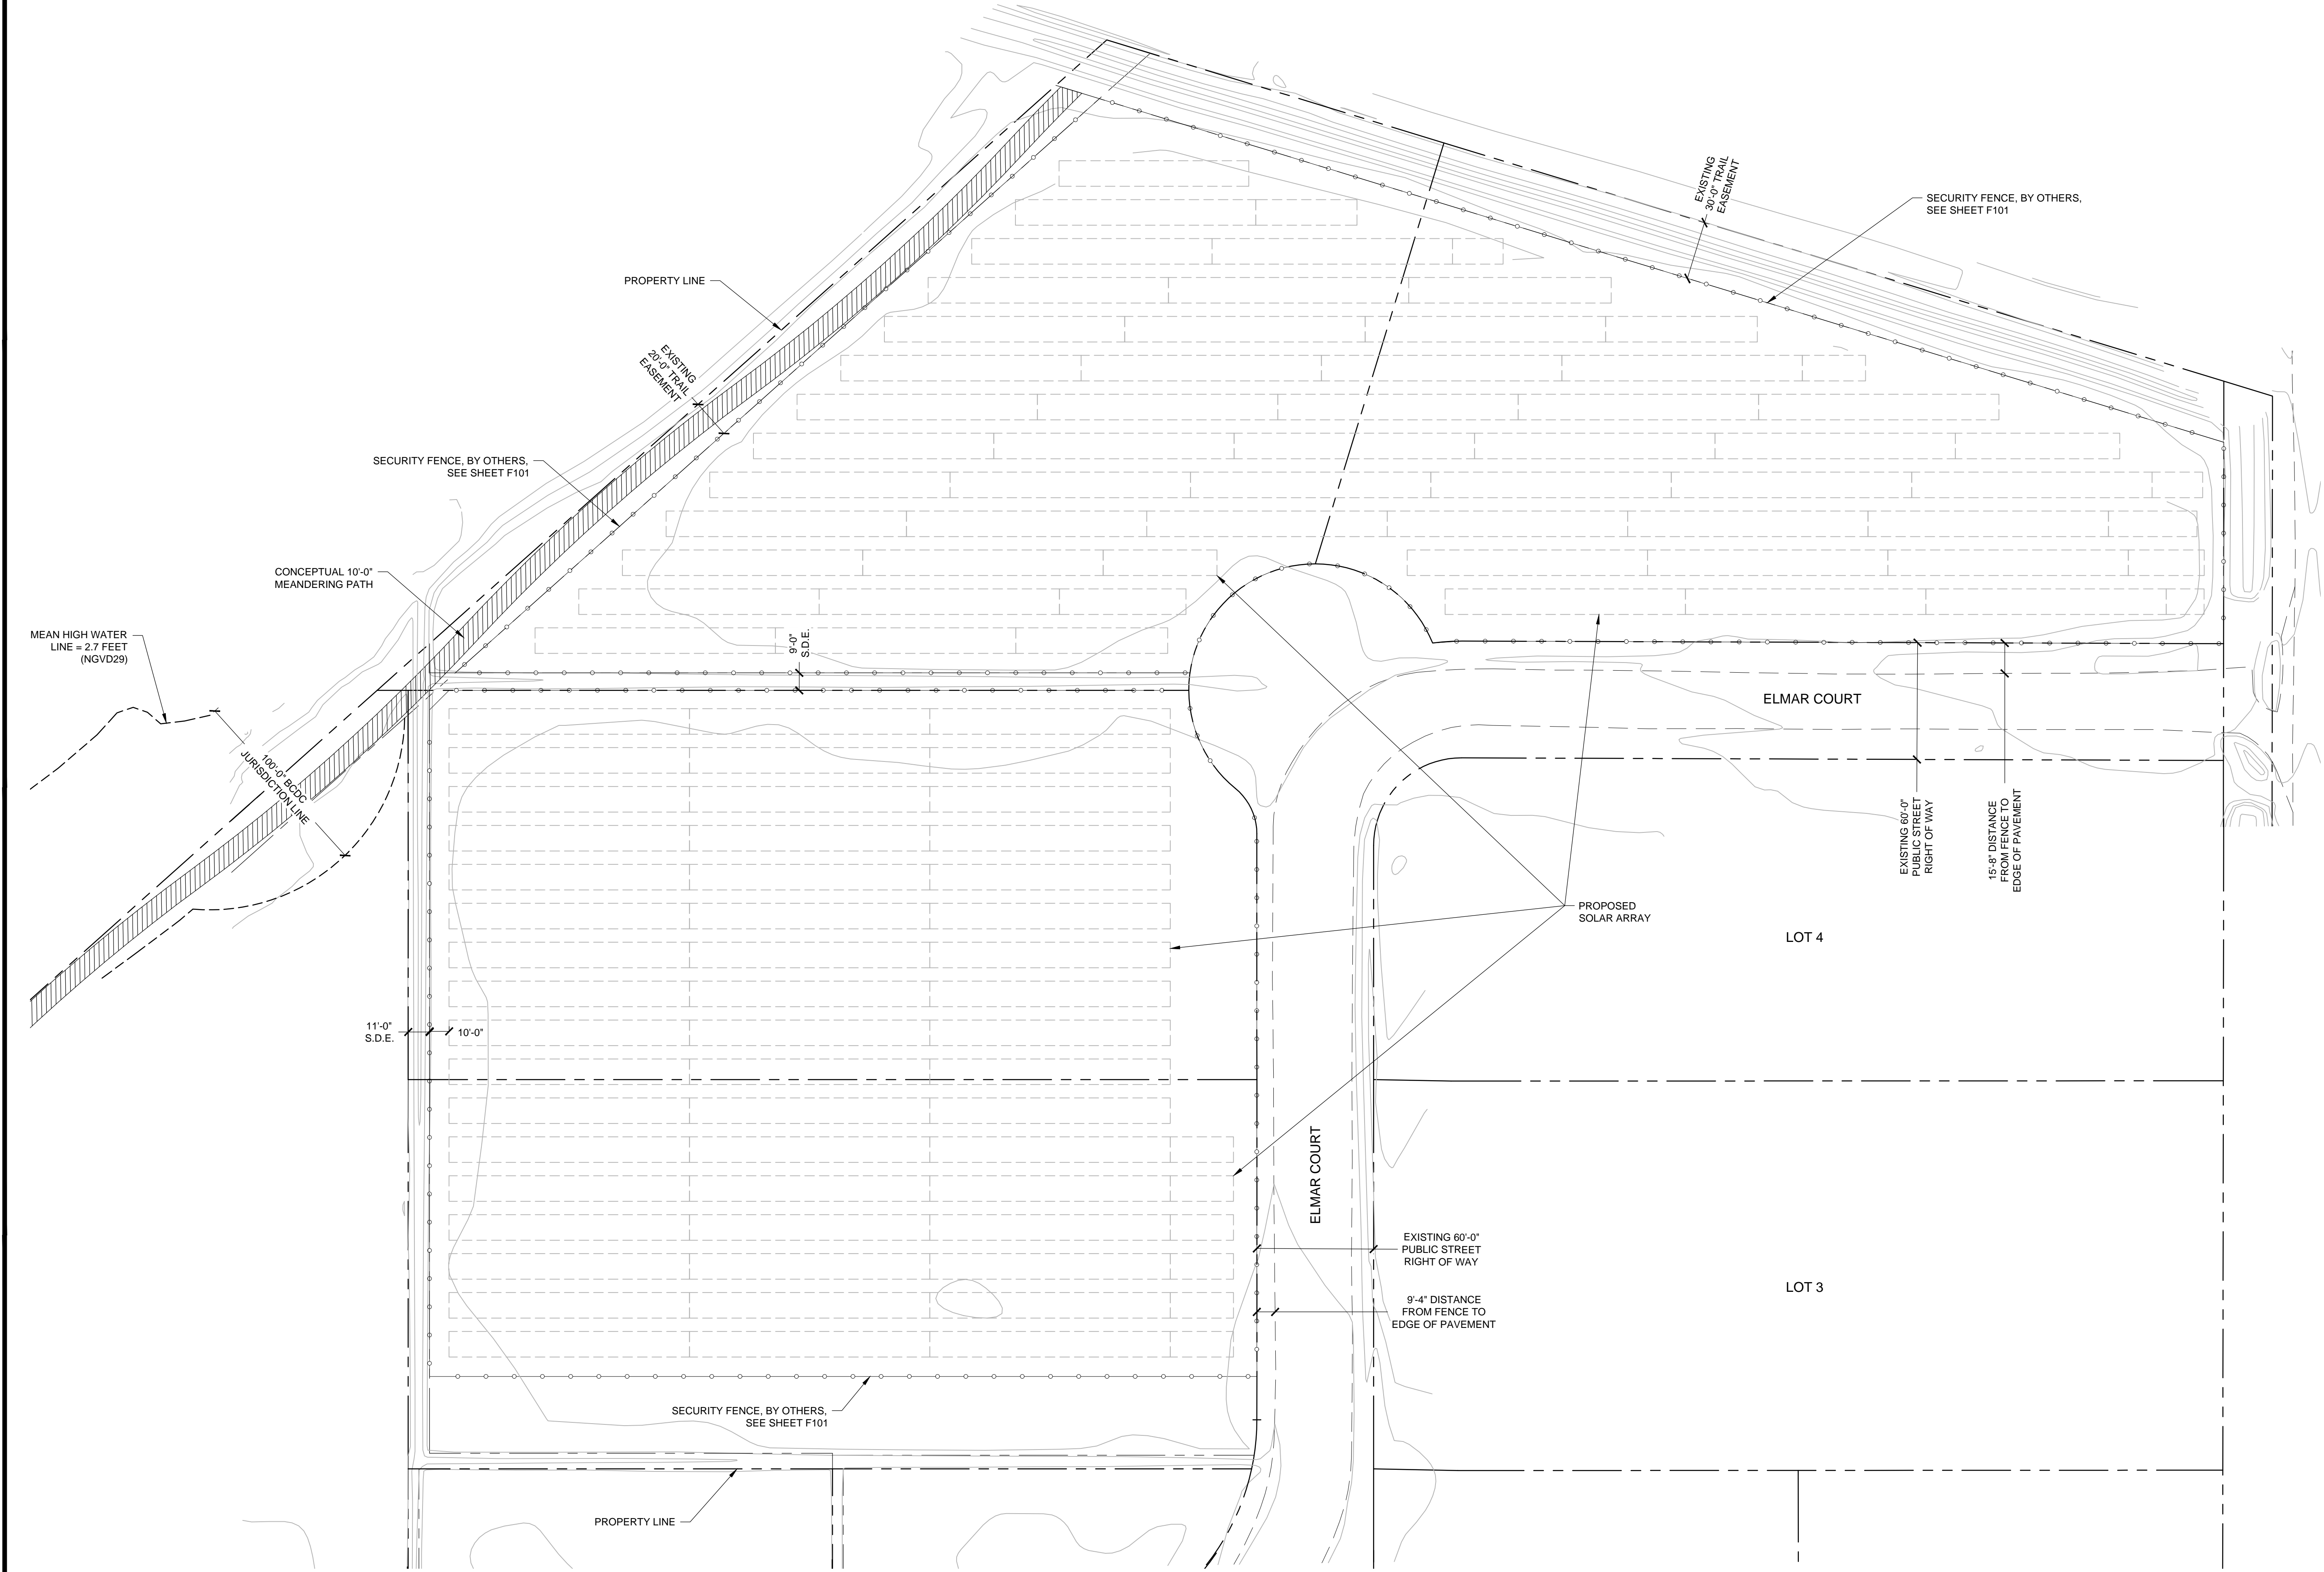 EXISTING
30'-0" TRAIL
EASEMENT
SECURITY FENCE, BY OTHERS,
SEE SHEET F101
PROPERTY LINE
EXISTING
20'-0" TRAIL
EASEMENT
SECURITY FENCE, BY OTHERS,
SEE SHEET F101
CONCEPTUAL 10'-0"
MEANDERING PATH
MEAN HIGH WATER
LINE = 2.7 FEET
(NGVD29)
9'-0"
S.D.E.
ELMAR COURT
100'-0" BCDC
JURISDICTION LINE
EXISTING 60'-0"
PUBLIC STREET
RIGHT OF WAY
15'-8" DISTANCE
FROM FENCE TO
EDGE OF PAVEMENT
PROPOSED
SOLAR ARRAY
LOT 4
11'-0"
S.D.E.
10'-0"
ELMAR COURT
EXISTING 60'-0"
PUBLIC STREET
RIGHT OF WAY
LOT 3
9'-4" DISTANCE
FROM FENCE TO
EDGE OF PAVEMENT
SECURITY FENCE, BY OTHERS,
SEE SHEET F101
PROPERTY LINE